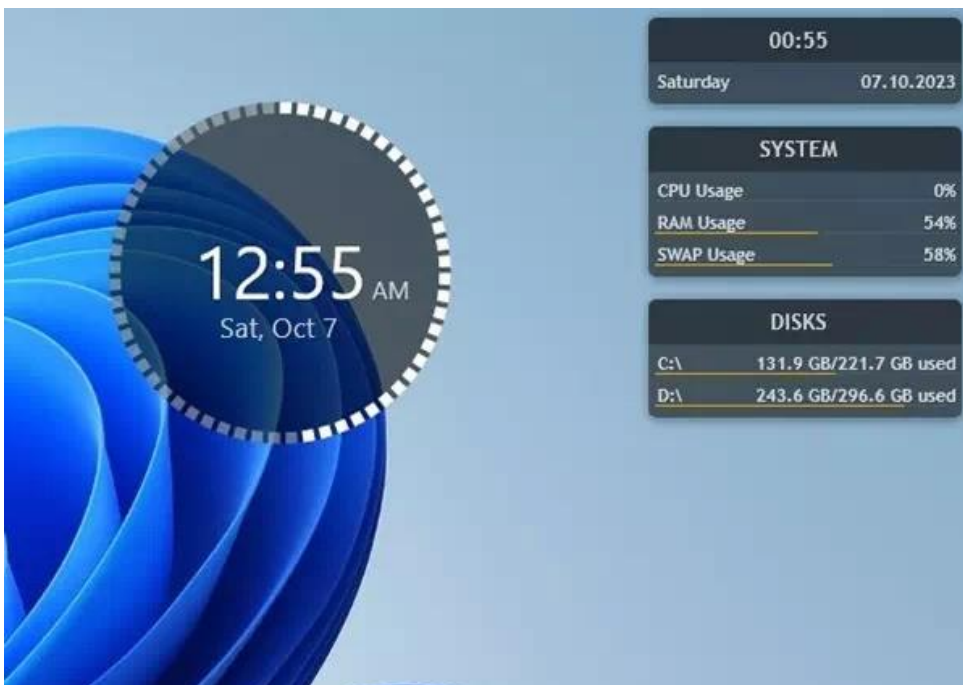 12:55 AM
Sat, Oct 7
00:55
Saturday 07.10.2023
SYSTEM
CPU Usage 0%
RAM Usage 54%
SWAP Usage 58%
DISKS
C:\ 131.9 GB/221.7 GB used
D:\ 243.6 GB/296.6 GB used